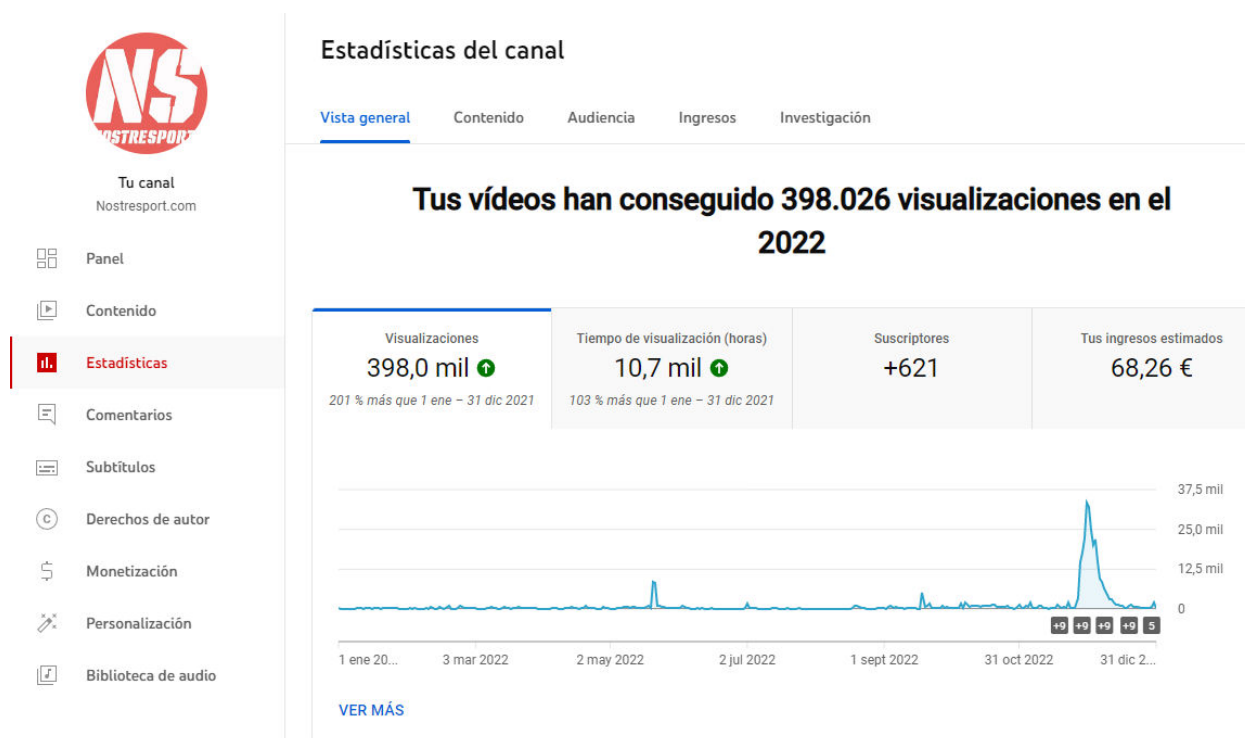 NS
NOSTRESPORT
Tu canal
Nostresport.com
Panel
Contenido
Estadísticas
Comentarios
Subtítulos
Derechos de autor
Monetización
Personalización
Biblioteca de audio
Estadísticas del canal
Vista general Contenido Audiencia Ingresos Investigación
Tus vídeos han conseguido 398.026 visualizaciones en el
2022
Visualizaciones
398,0 mil
201 % más que 1 ene – 31 dic 2021
Tiempo de visualización (horas)
10,7 mil
103 % más que 1 ene – 31 dic 2021
Suscriptores
+621
Tus ingresos estimados
68,26 €
37,5 mil
25,0 mil
12,5 mil
0
+9 +9 +9 +9 5
1 ene 20... 3 mar 2022 2 may 2022 2 jul 2022 1 sept 2022 31 oct 2022 31 dic 2...
VER MÁS